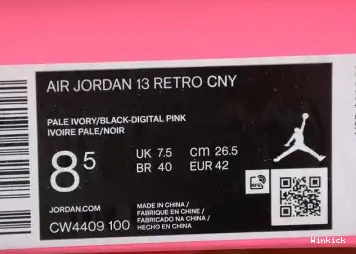 AIR JORDAN 13 RETRO CNY
PALE IVORY/BLACK-DIGITAL PINK
IVOIRE PALE/NOIR
8 5
UK 7.5 cm 26.5
BR 40 EUR 42
JORDAN.COM
CW4409 100
MADE IN CHINA /
FABRIQUÉ EN CHINE /
FABRICADO NA CHINA /
HECHO EN CHINA
RFID
Winkick